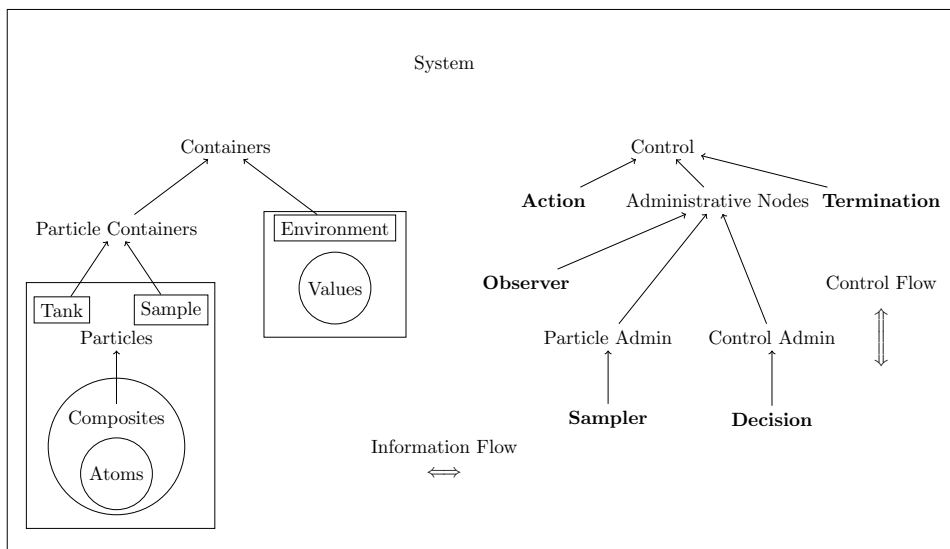 System
Containers
Control
Action
Administrative Nodes
Termination
Particle Containers
Environment
Observer
Values
Control Flow
Tank
Sample
Particles
Particle Admin
Control Admin
Composites
Sampler
Decision
Information Flow
Atoms